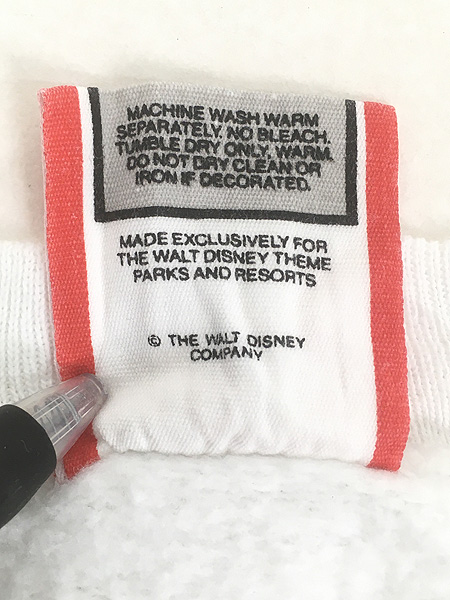 MACHINE WASH WARM
SEPARATELY. NO BLEACH.
TUMBLE DRY ONLY, WARM.
DO NOT DRY CLEAN OR
IRON IF DECORATED.
MADE EXCLUSIVELY FOR
THE WALT DISNEY THEME
PARKS AND RESORTS
© THE WALT DISNEY
COMPANY